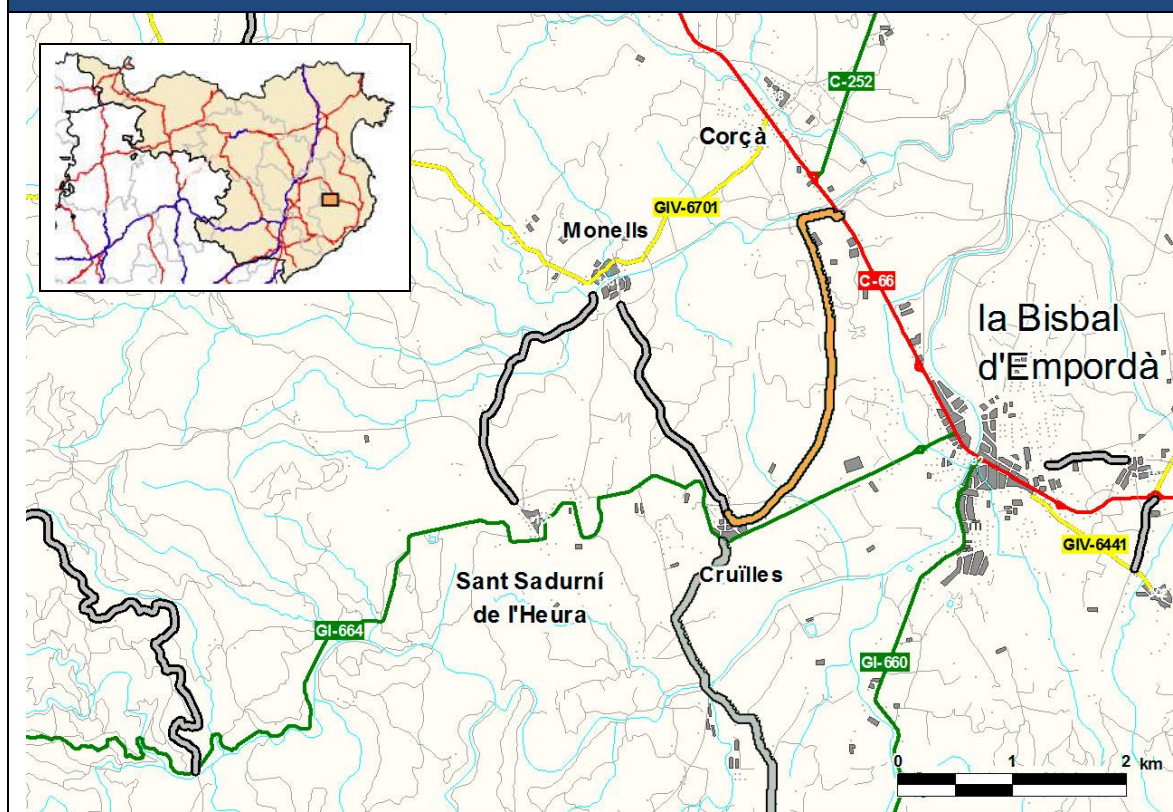 C-252
Corçà
GIV-6701
Monells
C-66
la Bisbal
d'Empordà
GIV-6441
Sant Sadurní
de l'Heura
Cruïlles
GI-664
GI-660
0 1 2 km